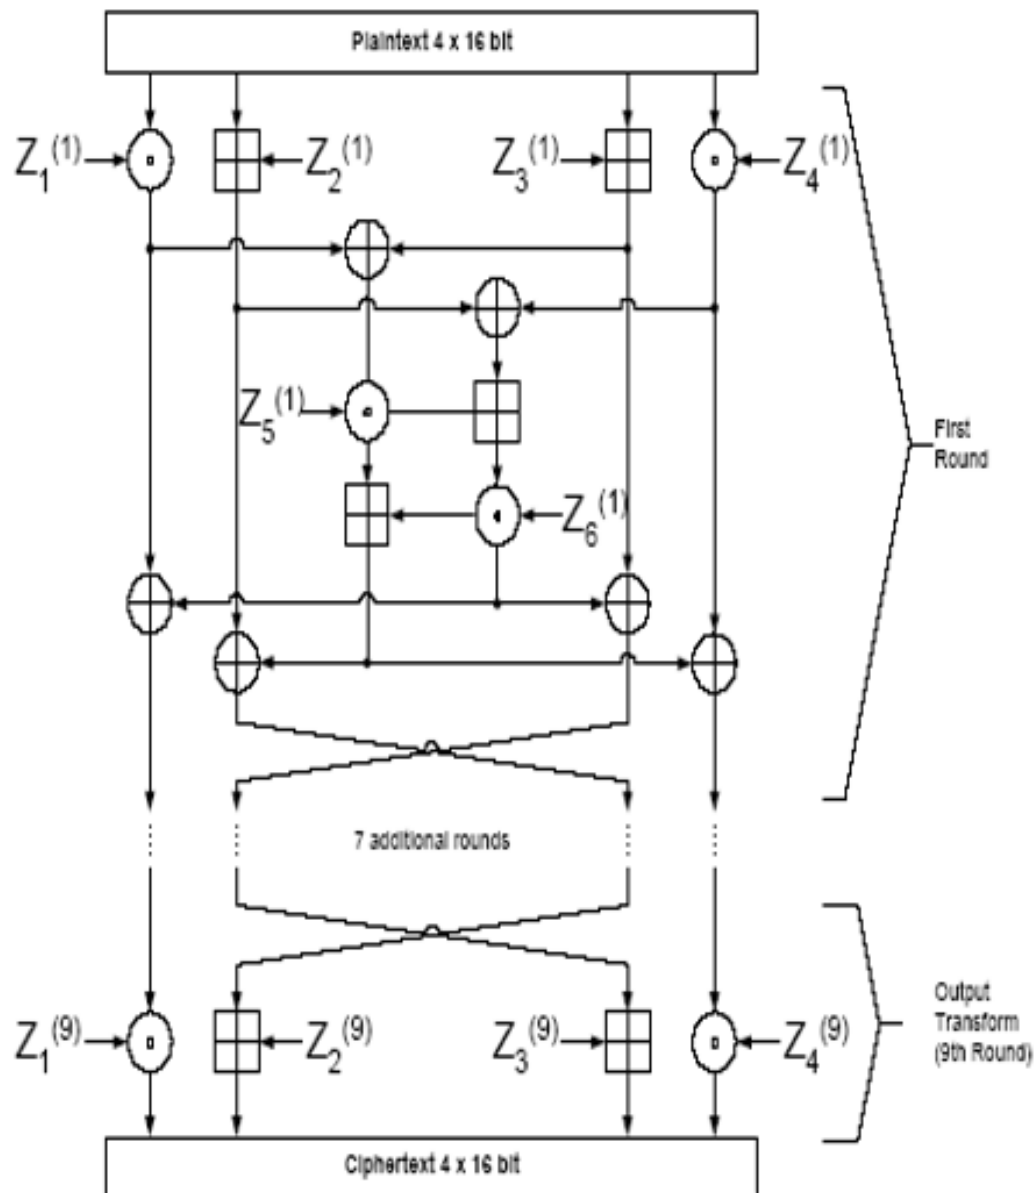 Plaintext 4 x 16 bit
Z₁⁽¹⁾ Z₂⁽¹⁾ Z₃⁽¹⁾ Z₄⁽¹⁾
Z₅⁽¹⁾
First
Round
Z₆⁽¹⁾
7 additional rounds
Output
Transform
(9th Round)
Z₁⁽⁹⁾ Z₂⁽⁹⁾ Z₃⁽⁹⁾ Z₄⁽⁹⁾
Ciphertext 4 x 16 bit